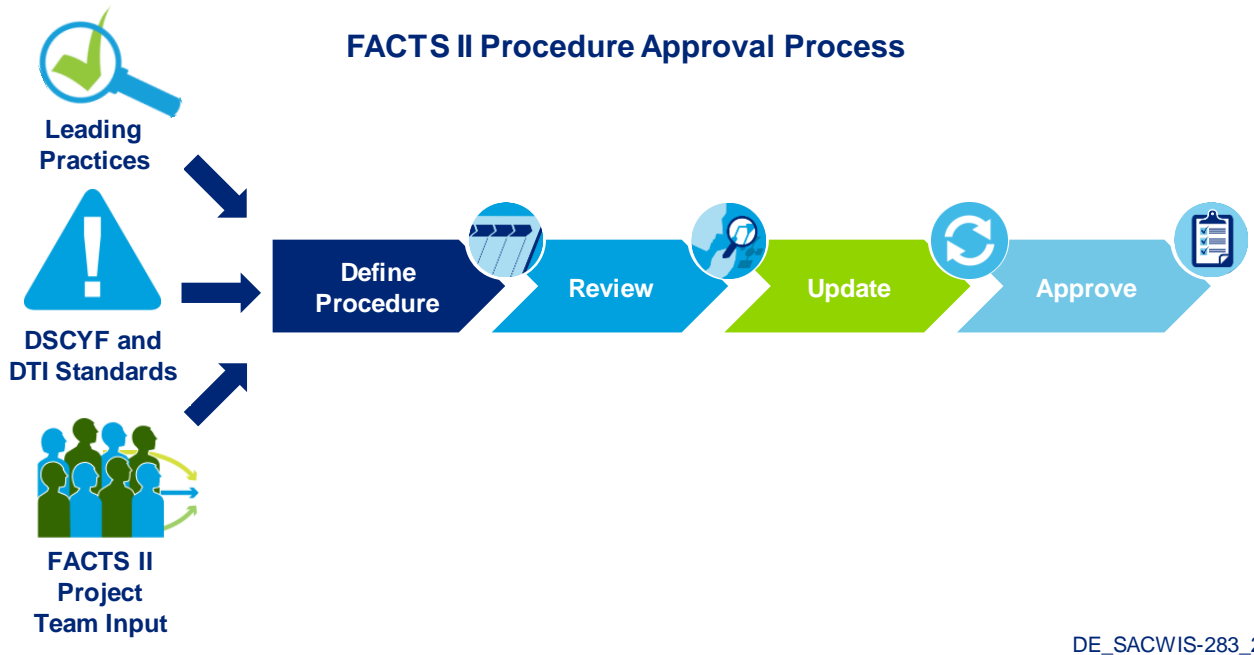 FACTS II Procedure Approval Process
Leading
Practices
DSCYF and
DTI Standards
FACTS II
Project
Team Input
Define
Procedure
Review
Update
Approve
DE_SACWIS-283_2